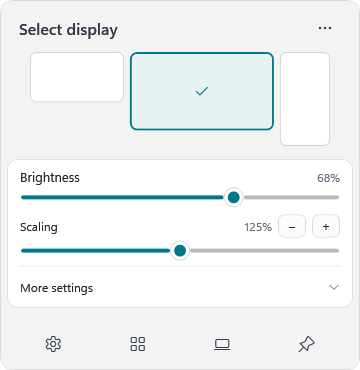 Select display
Brightness 68%
Scaling 125% − +
More settings